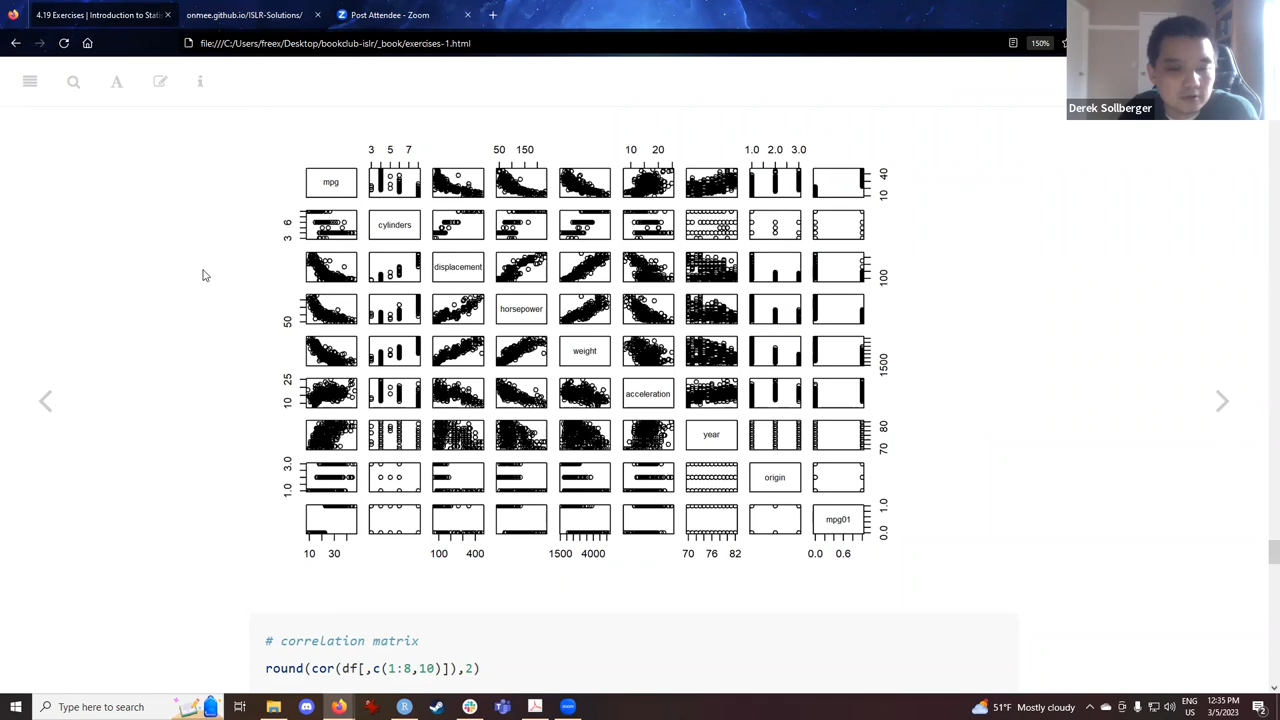 4.19 Exercises | Introduction to Stati
onmee.github.io/ISLR-Solutions/
Post Attendee - Zoom
file:///C:/Users/freex/Desktop/bookclub-islr/_book/exercises-1.html
150%
Derek Sollberger
3 5 7
50 150
10 20
1.0 2.0 3.0
mpg
10 40
3 6
cylinders
displacement
100
50
horsepower
weight
1500
10 25
acceleration
year
70 80
1.0 3.0
origin
mpg01
0.0 1.0
10 30
100 400
1500 4000
70 76 82
0.0 0.6
# correlation matrix
round(cor(df[,c(1:8,10)]),2)
Type here to search
51°F Mostly cloudy
ENG
US
12:35 PM
3/5/2023
2